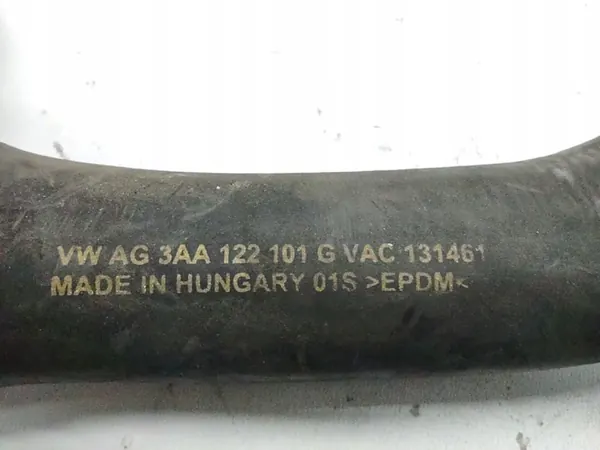 VW AG 3AA 122 101 G VAC 131461
MADE IN HUNGARY 01S >EPDM<